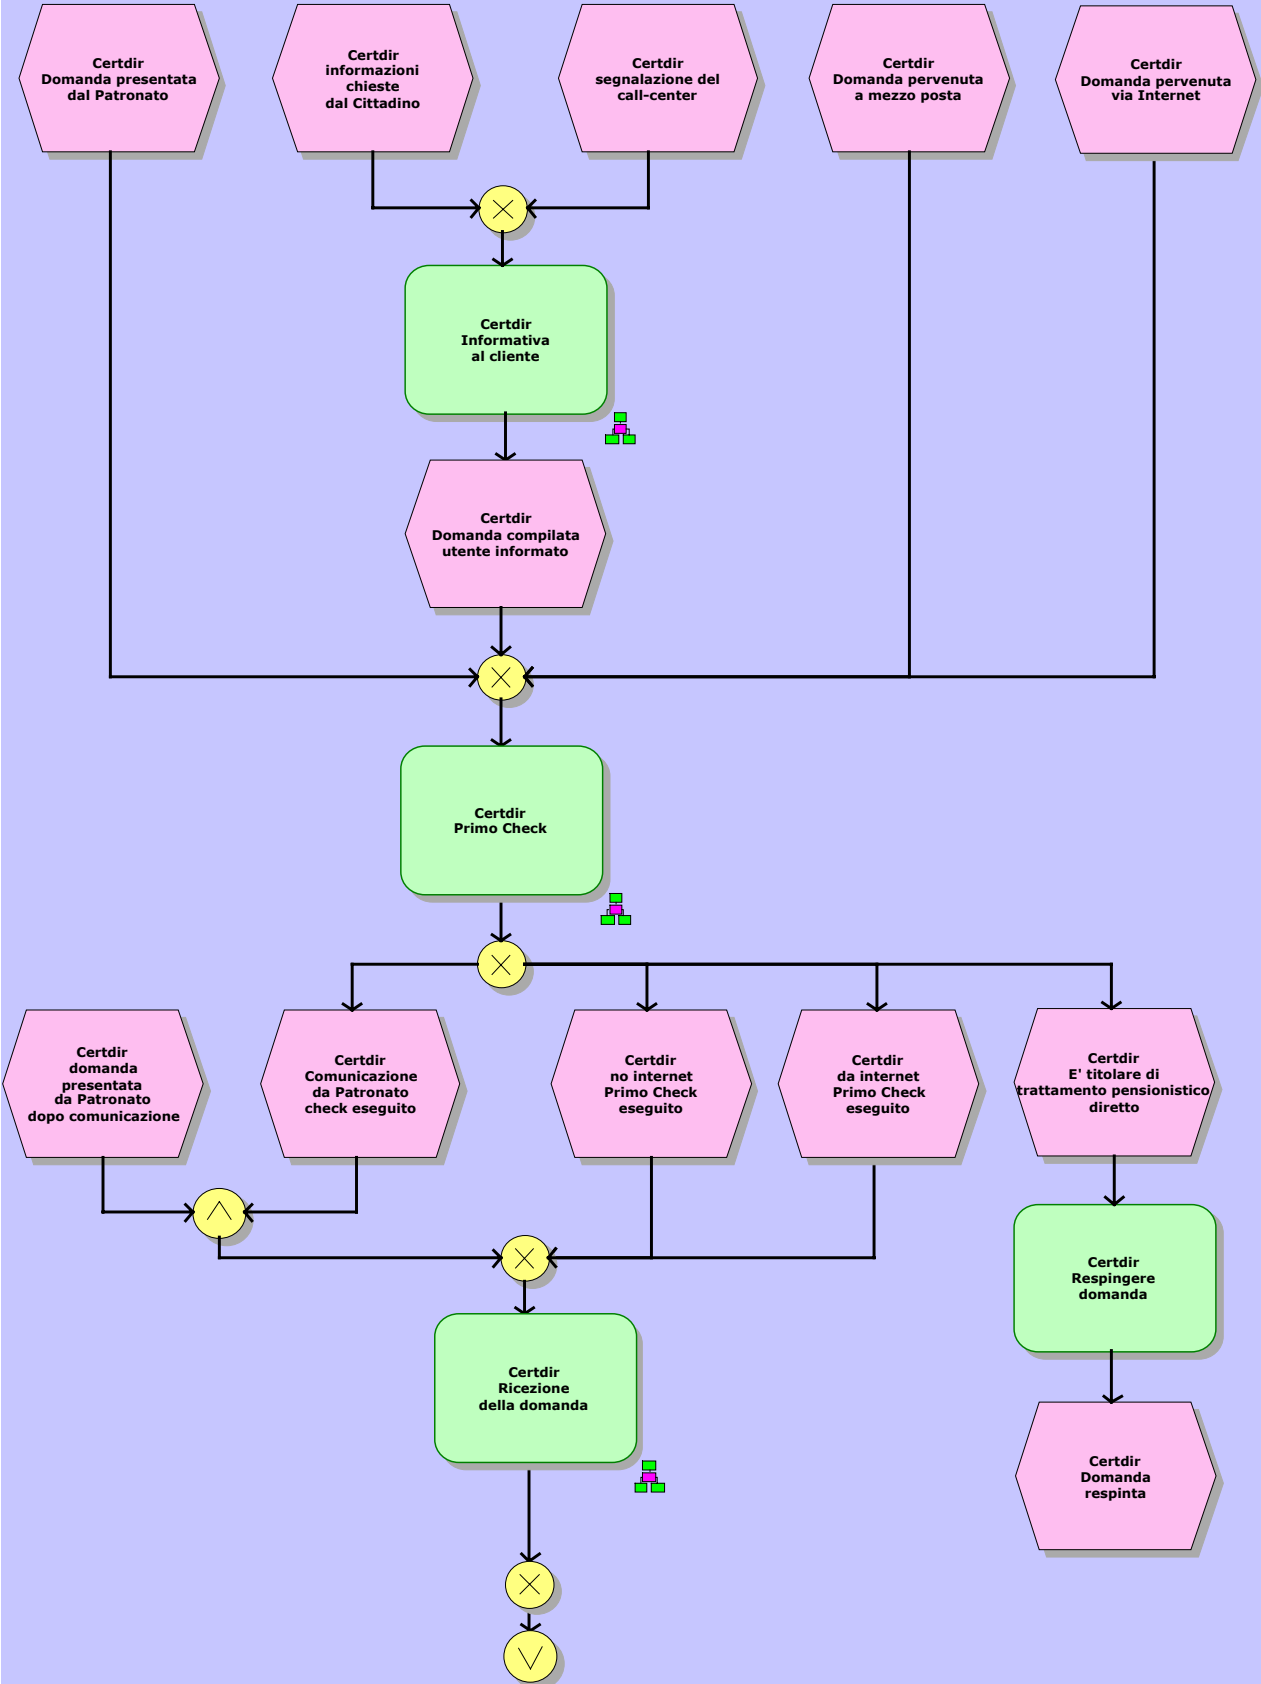 Certdir
Domanda presentata
dal Patronato
Certdir
informazioni
chieste
dal Cittadino
Certdir
segnalazione del
call-center
Certdir
Domanda pervenuta
a mezzo posta
Certdir
Domanda pervenuta
via Internet
Certdir
Informativa
al cliente
Certdir
Domanda compilata
utente informato
Certdir
Primo Check
Certdir
domanda
presentata
da Patronato
dopo comunicazione
Certdir
Comunicazione
da Patronato
check eseguito
Certdir
no internet
Primo Check
eseguito
Certdir
da internet
Primo Check
eseguito
Certdir
E' titolare di
trattamento pensionistico
diretto
Certdir
Respingere
domanda
Certdir
Ricezione
della domanda
Certdir
Domanda
respinta